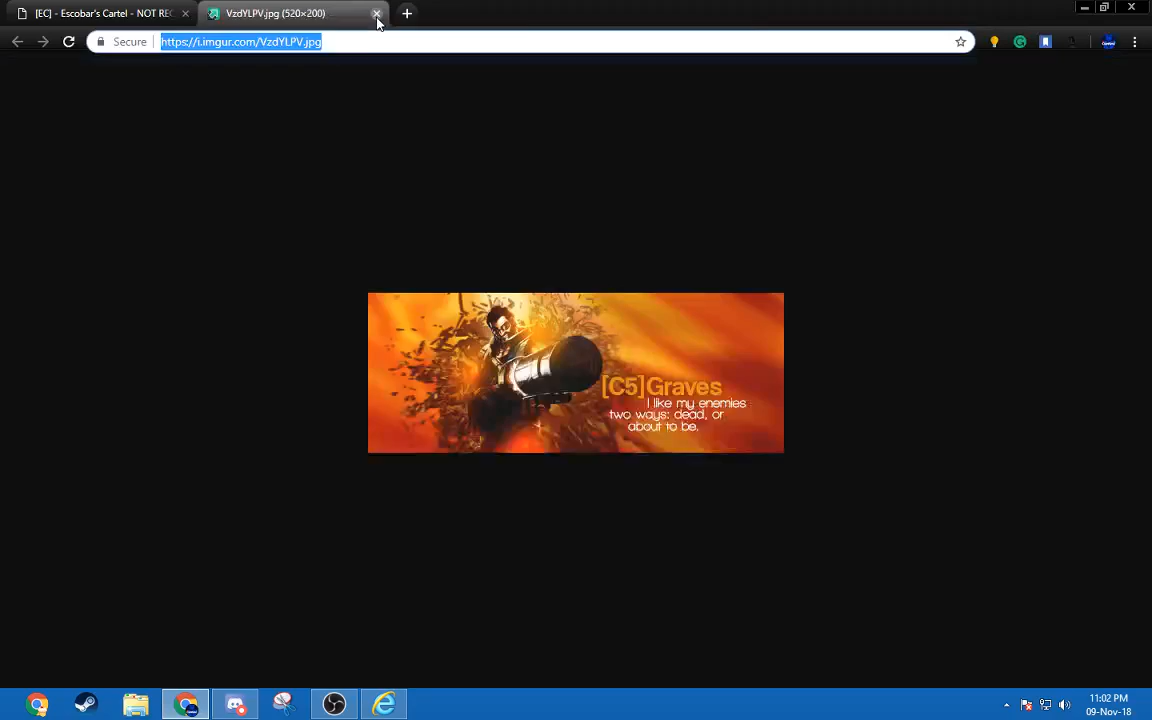 [EC] - Escobar's Cartel - NOT REC
VzdYLPV.jpg (520×200)
Secure
https://i.imgur.com/VzdYLPV.jpg
[C5]Graves
I like my enemies
two ways: dead, or
about to be.
11:02 PM
09-Nov-18